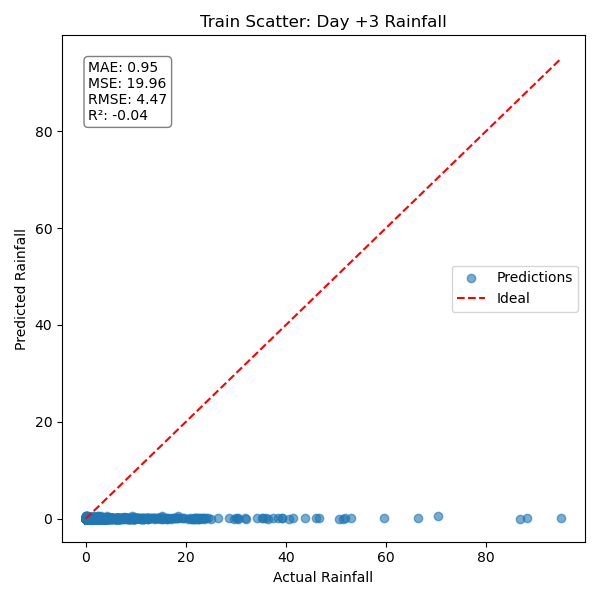 Train Scatter: Day +3 Rainfall
MAE: 0.95
MSE: 19.96
RMSE: 4.47
R²: -0.04
Predictions
Ideal
Predicted Rainfall
80
60
40
20
0
0 20 40 60 80
Actual Rainfall